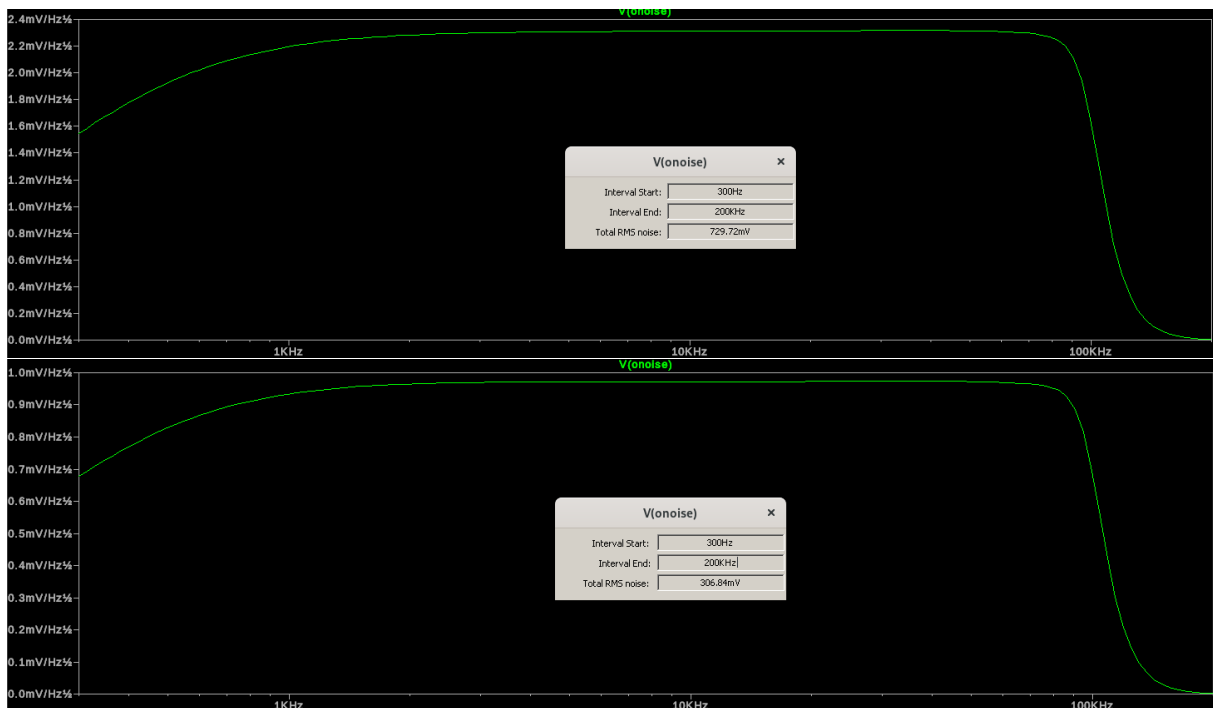 V(onoise)
2.4mV/Hz½
2.2mV/Hz½
2.0mV/Hz½
1.8mV/Hz½
1.6mV/Hz½
1.4mV/Hz½
1.2mV/Hz½
1.0mV/Hz½
0.8mV/Hz½
0.6mV/Hz½
0.4mV/Hz½
0.2mV/Hz½
0.0mV/Hz½
1KHz 10KHz 100KHz
V(onoise) ×
Interval Start: 300Hz
Interval End: 200KHz
Total RMS noise: 729.72mV
V(onoise)
1.0mV/Hz½
0.9mV/Hz½
0.8mV/Hz½
0.7mV/Hz½
0.6mV/Hz½
0.5mV/Hz½
0.4mV/Hz½
0.3mV/Hz½
0.2mV/Hz½
0.1mV/Hz½
0.0mV/Hz½
1KHz 10KHz 100KHz
V(onoise) ×
Interval Start: 300Hz
Interval End: 200KHz
Total RMS noise: 306.84mV